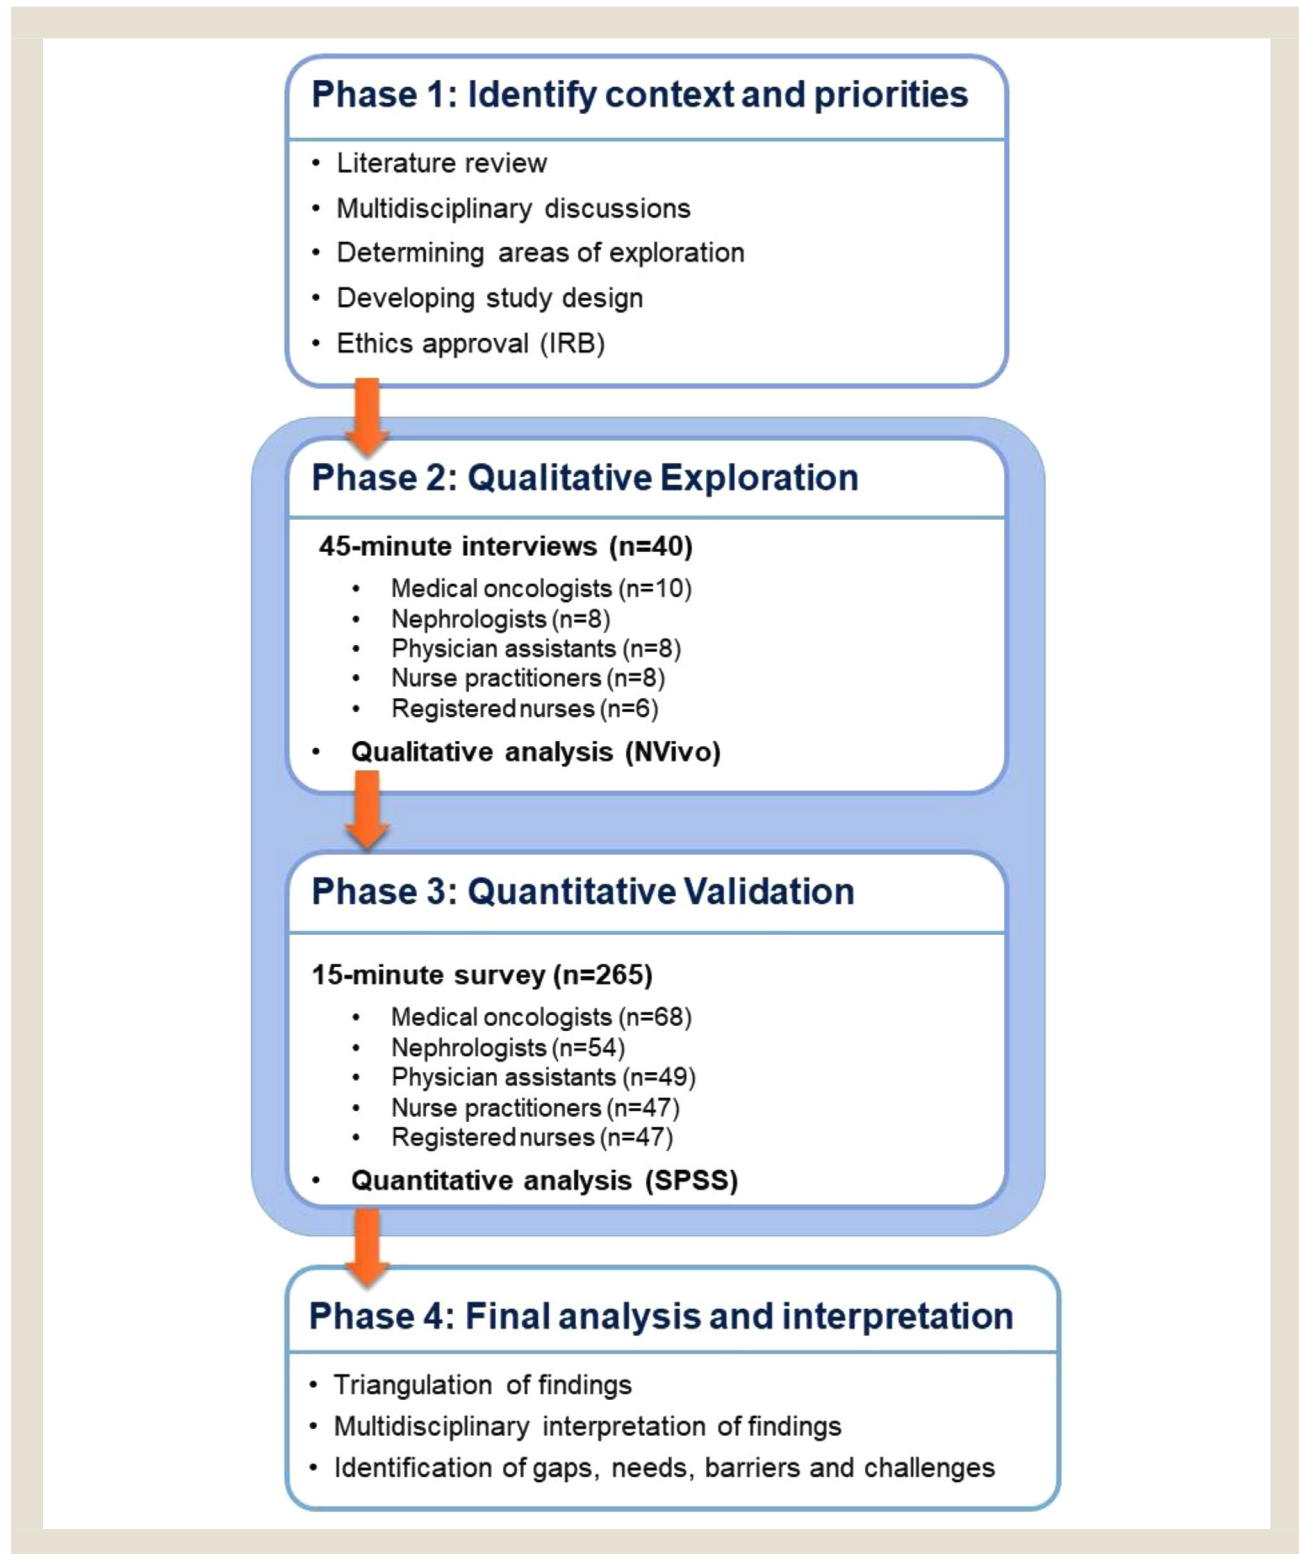 Phase 1: Identify context and priorities
• Literature review
• Multidisciplinary discussions
• Determining areas of exploration
• Developing study design
• Ethics approval (IRB)
Phase 2: Qualitative Exploration
45-minute interviews (n=40)
• Medical oncologists (n=10)
• Nephrologists (n=8)
• Physician assistants (n=8)
• Nurse practitioners (n=8)
• Registered nurses (n=6)
• Qualitative analysis (NVivo)
Phase 3: Quantitative Validation
15-minute survey (n=265)
• Medical oncologists (n=68)
• Nephrologists (n=54)
• Physician assistants (n=49)
• Nurse practitioners (n=47)
• Registered nurses (n=47)
• Quantitative analysis (SPSS)
Phase 4: Final analysis and interpretation
• Triangulation of findings
• Multidisciplinary interpretation of findings
• Identification of gaps, needs, barriers and challenges